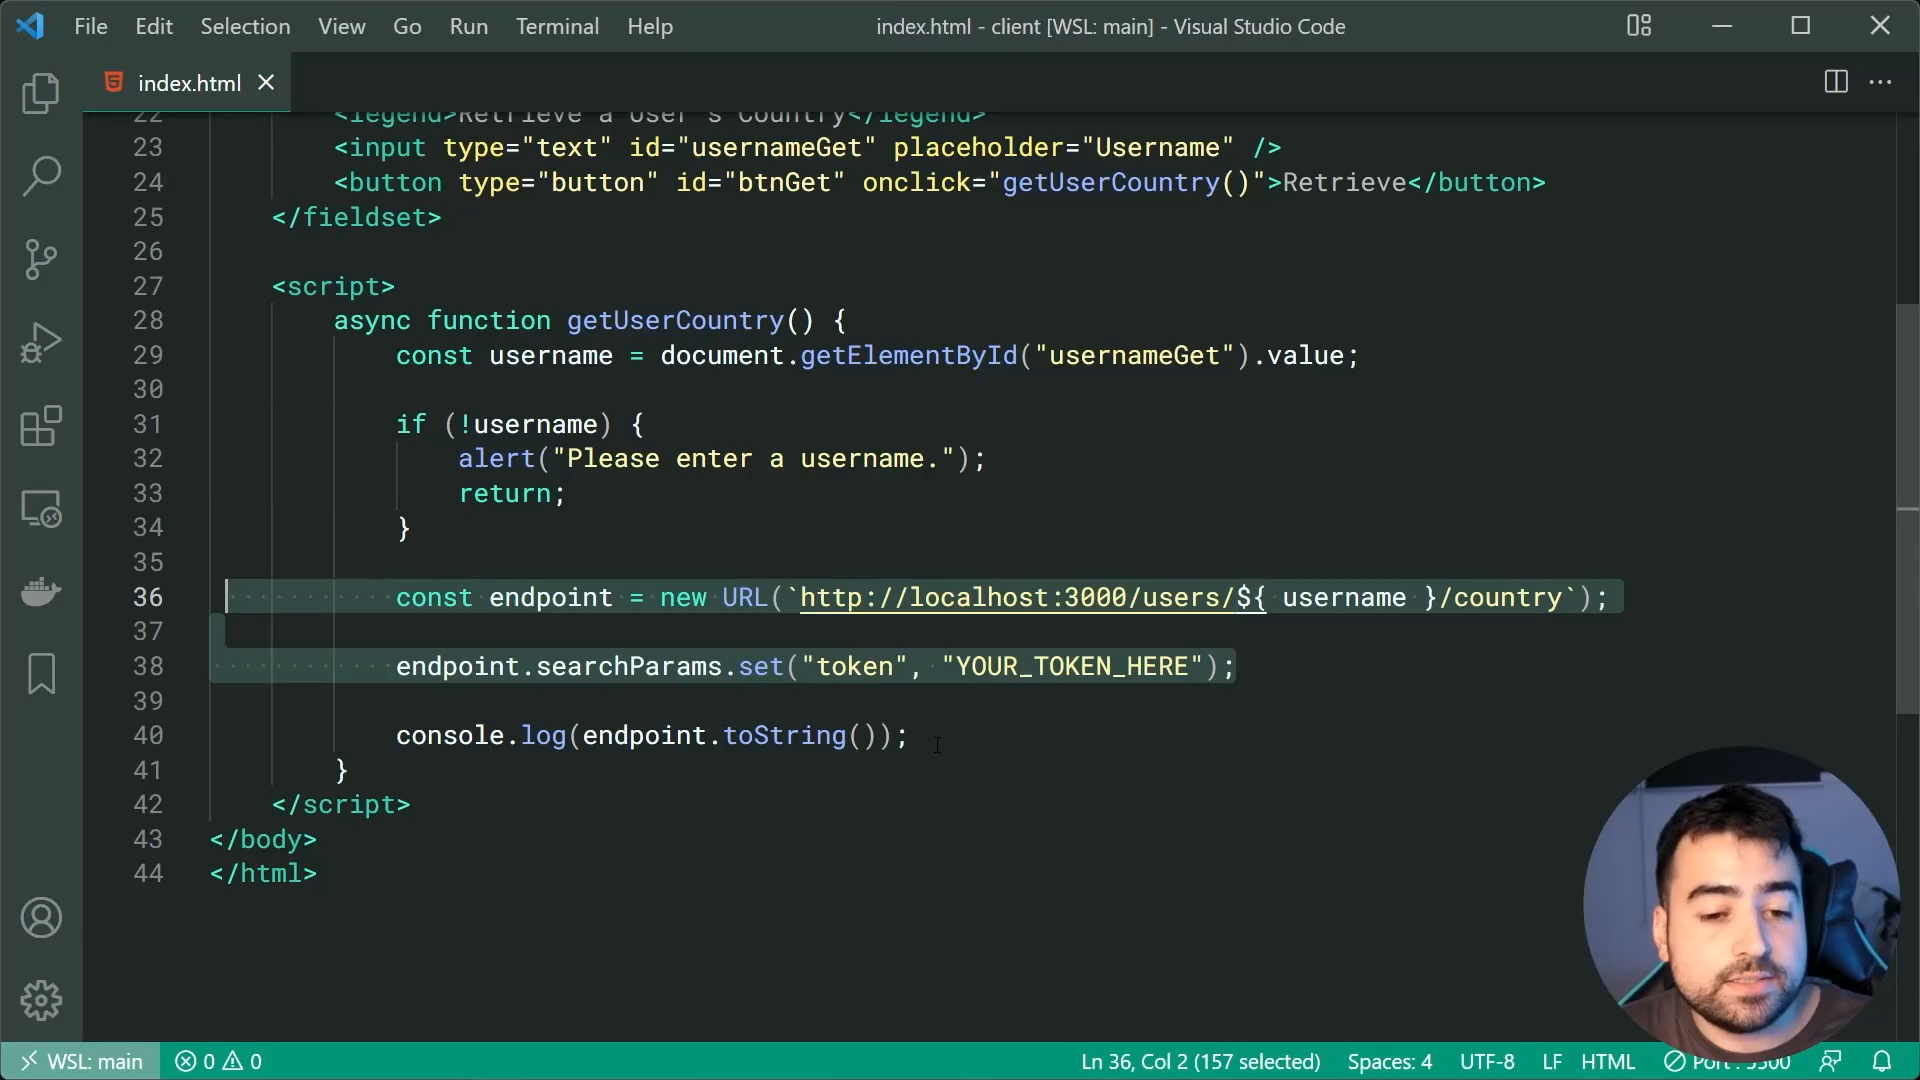 File Edit Selection View Go Run Terminal Help
index.html - client [WSL: main] - Visual Studio Code
index.html
22 <legend>Retrieve a User's Country</legend>
23 <input type="text" id="usernameGet" placeholder="Username" />
24 <button type="button" id="btnGet" onclick="getUserCountry()">Retrieve</button>
25 </fieldset>
26
27 <script>
28 async function getUserCountry() {
29 const username = document.getElementById("usernameGet").value;
30
31 if (!username) {
32 alert("Please enter a username.");
33 return;
34 }
35
36 const endpoint = new URL(`http://localhost:3000/users/${ username }/country`);
37
38 endpoint.searchParams.set("token", "YOUR_TOKEN_HERE");
39
40 console.log(endpoint.toString());
41 }
42 </script>
43 </body>
44 </html>
WSL: main 0 0 Ln 36, Col 2 (157 selected) Spaces: 4 UTF-8 LF HTML Port :